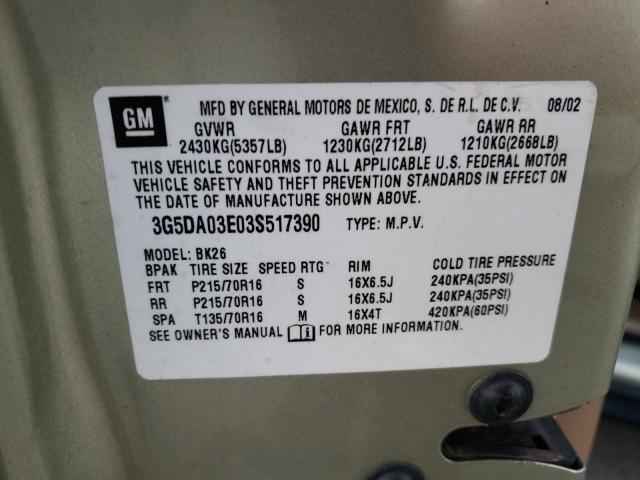 GM MFD BY GENERAL MOTORS DE MEXICO, S. DE R.L. DE C.V. 08/02
GVWR GAWR FRT GAWR RR
2430KG(5357LB) 1230KG(2712LB) 1210KG(2668LB)
THIS VEHICLE CONFORMS TO ALL APPLICABLE U.S. FEDERAL MOTOR
VEHICLE SAFETY AND THEFT PREVENTION STANDARDS IN EFFECT ON
THE DATE OF MANUFACTURE SHOWN ABOVE.
3G5DA03E03S517390 TYPE: M.P.V.
MODEL: BK26
BPAK TIRE SIZE SPEED RTG RIM COLD TIRE PRESSURE
FRT P215/70R16 S 16X6.5J 240KPA(35PSI)
RR P215/70R16 S 16X6.5J 240KPA(35PSI)
SPA T135/70R16 M 16X4T 420KPA(60PSI)
SEE OWNER'S MANUAL FOR MORE INFORMATION.